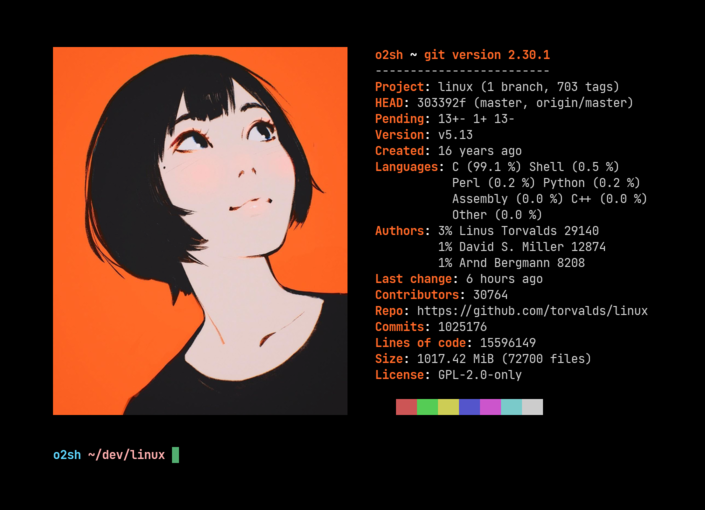 o2sh ~ git version 2.30.1
-------------------------
Project: linux (1 branch, 703 tags)
HEAD: 303392f (master, origin/master)
Pending: 13+- 1+ 13-
Version: v5.13
Created: 16 years ago
Languages: C (99.1 %) Shell (0.5 %)
Perl (0.2 %) Python (0.2 %)
Assembly (0.0 %) C++ (0.0 %)
Other (0.0 %)
Authors: 3% Linus Torvalds 29140
1% David S. Miller 12874
1% Arnd Bergmann 8208
Last change: 6 hours ago
Contributors: 30764
Repo: https://github.com/torvalds/linux
Commits: 1025176
Lines of code: 15596149
Size: 1017.42 MiB (72700 files)
License: GPL-2.0-only
o2sh ~/dev/linux